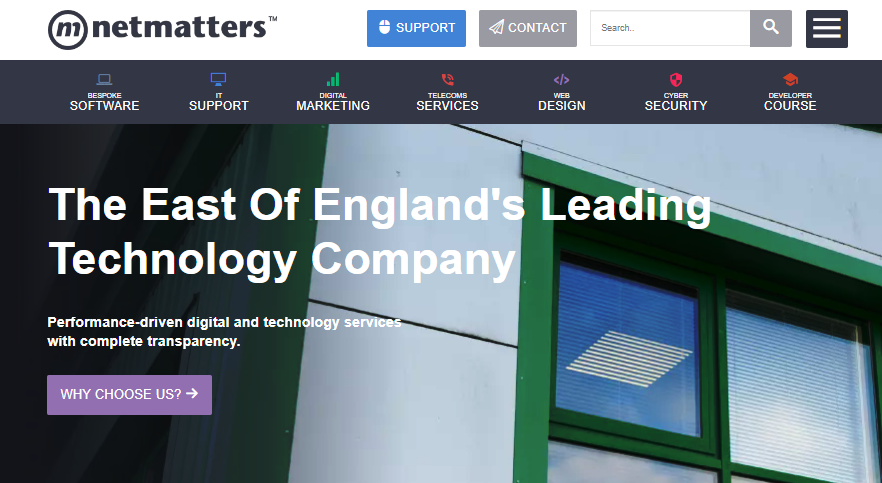 netmatters™
SUPPORT
CONTACT
Search..
BESPOKE
SOFTWARE
IT
SUPPORT
DIGITAL
MARKETING
TELECOMS
SERVICES
WEB
DESIGN
CYBER
SECURITY
DEVELOPER
COURSE
The East Of England's Leading
Technology Company
Performance-driven digital and technology services
with complete transparency.
WHY CHOOSE US?